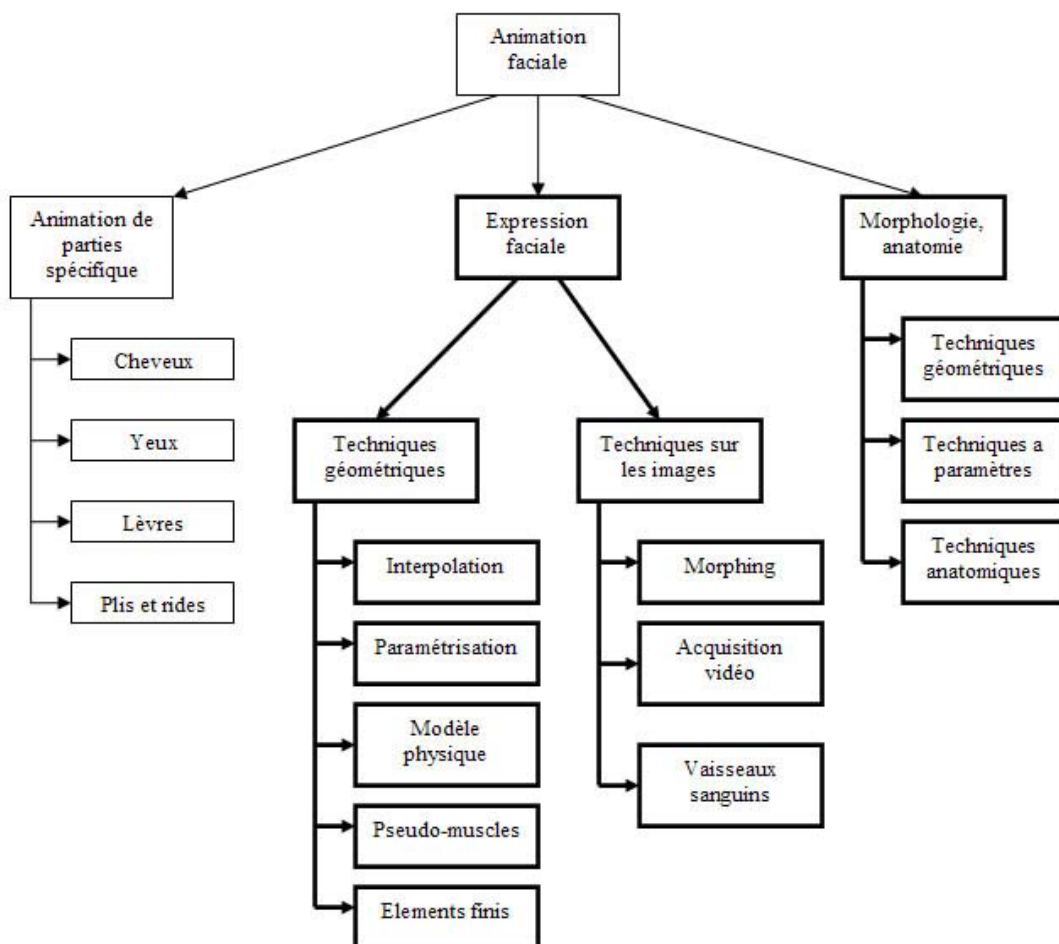 Animation
faciale
Animation de
parties
spécifique
Cheveux
Yeux
Lèvres
Plis et rides
Expression
faciale
Techniques
géométriques
Interpolation
Paramétrisation
Modèle
physique
Pseudo-muscles
Elements finis
Techniques sur
les images
Morphing
Acquisition
vidéo
Vaisseaux
sanguins
Morphologie,
anatomie
Techniques
géométriques
Techniques a
paramètres
Techniques
anatomiques